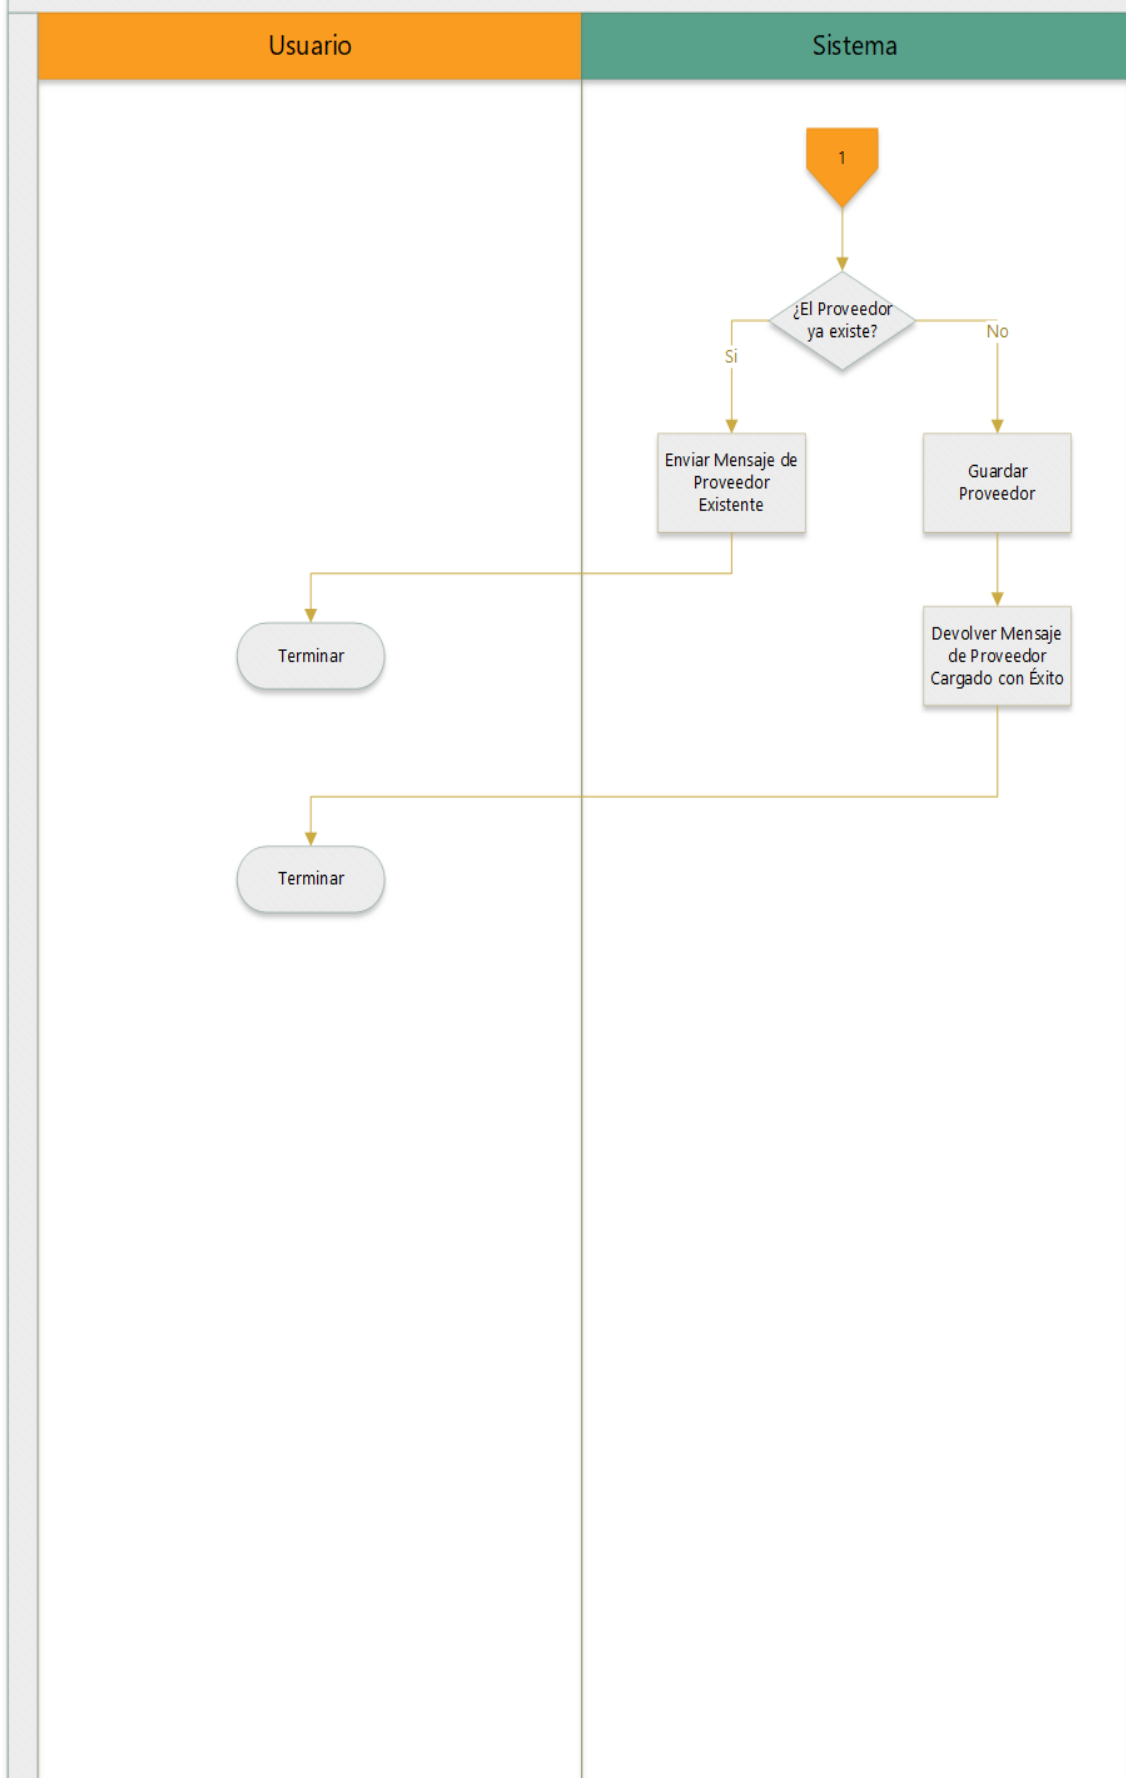 Usuario
Sistema
1
¿El Proveedor
ya existe?
Si
No
Enviar Mensaje de
Proveedor
Existente
Guardar
Proveedor
Terminar
Devolver Mensaje
de Proveedor
Cargado con Éxito
Terminar